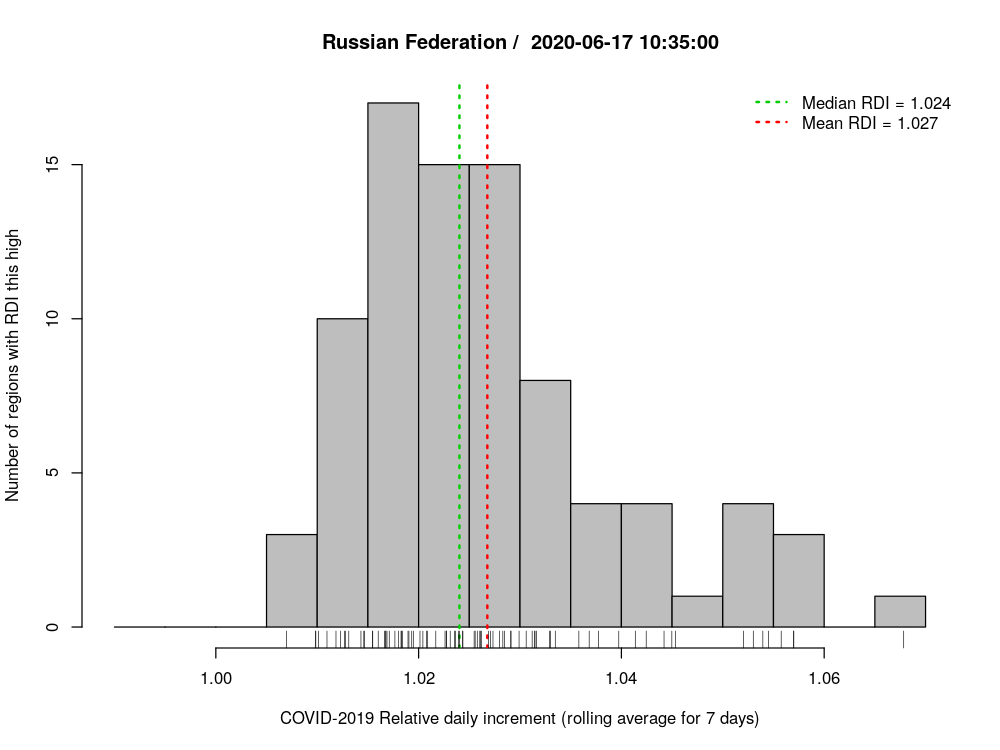 Russian Federation /  2020-06-17 10:35:00
Median RDI = 1.024
Mean RDI = 1.027
Number of regions with RDI this high
15
10
5
0
1.00 1.02 1.04 1.06
COVID-2019 Relative daily increment (rolling average for 7 days)